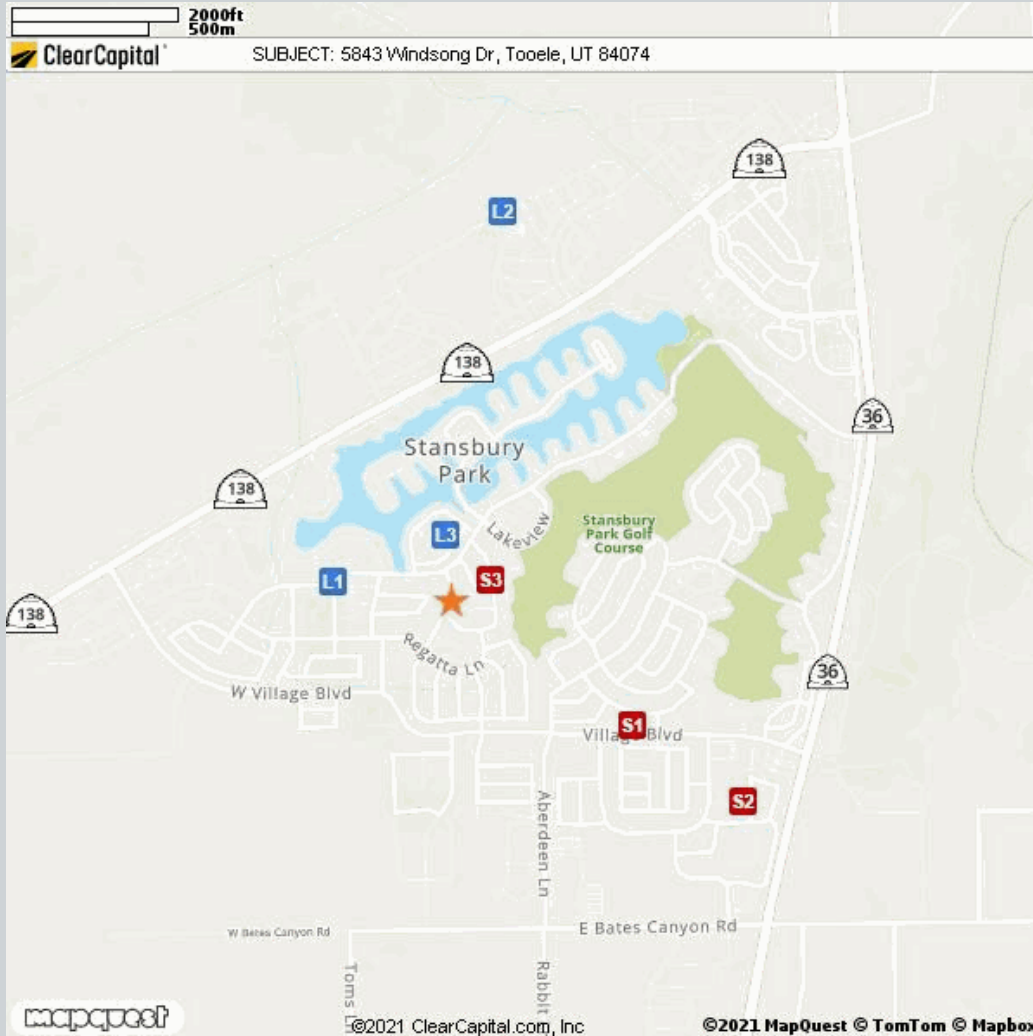 2000ft
500m
ClearCapital
SUBJECT: 5843 Windsong Dr, Tooele, UT 84074
138
L2
138
36
Stansbury
Park
138
Stansbury
Park Golf
Course
L3
Lakeview
L1
S3
138
Regatta Ln
36
W Village Blvd
S1
Village Blvd
S2
Aberdeen Ln
E Bates Canyon Rd
W Bates Canyon Rd
Toms
Rabbit
mapquest
©2021 ClearCapital.com, Inc
©2021 MapQuest © TomTom © Mapbox